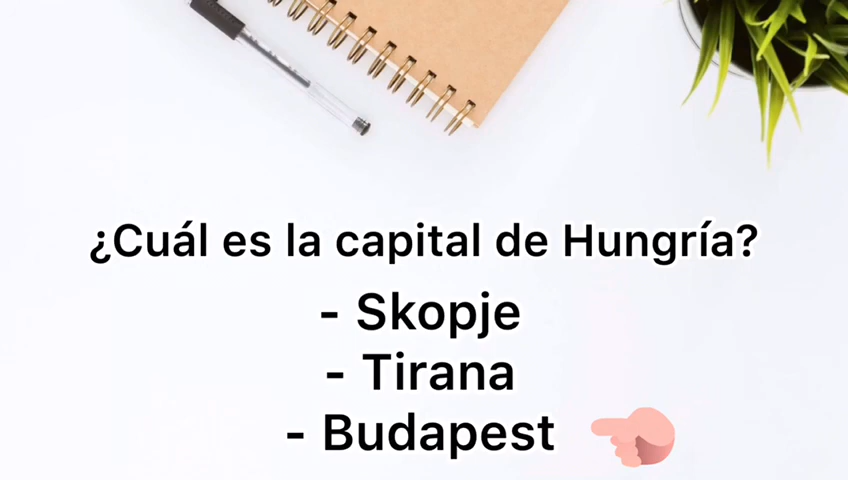 ¿Cuál es la capital de Hungría?
- Skopje
- Tirana
- Budapest